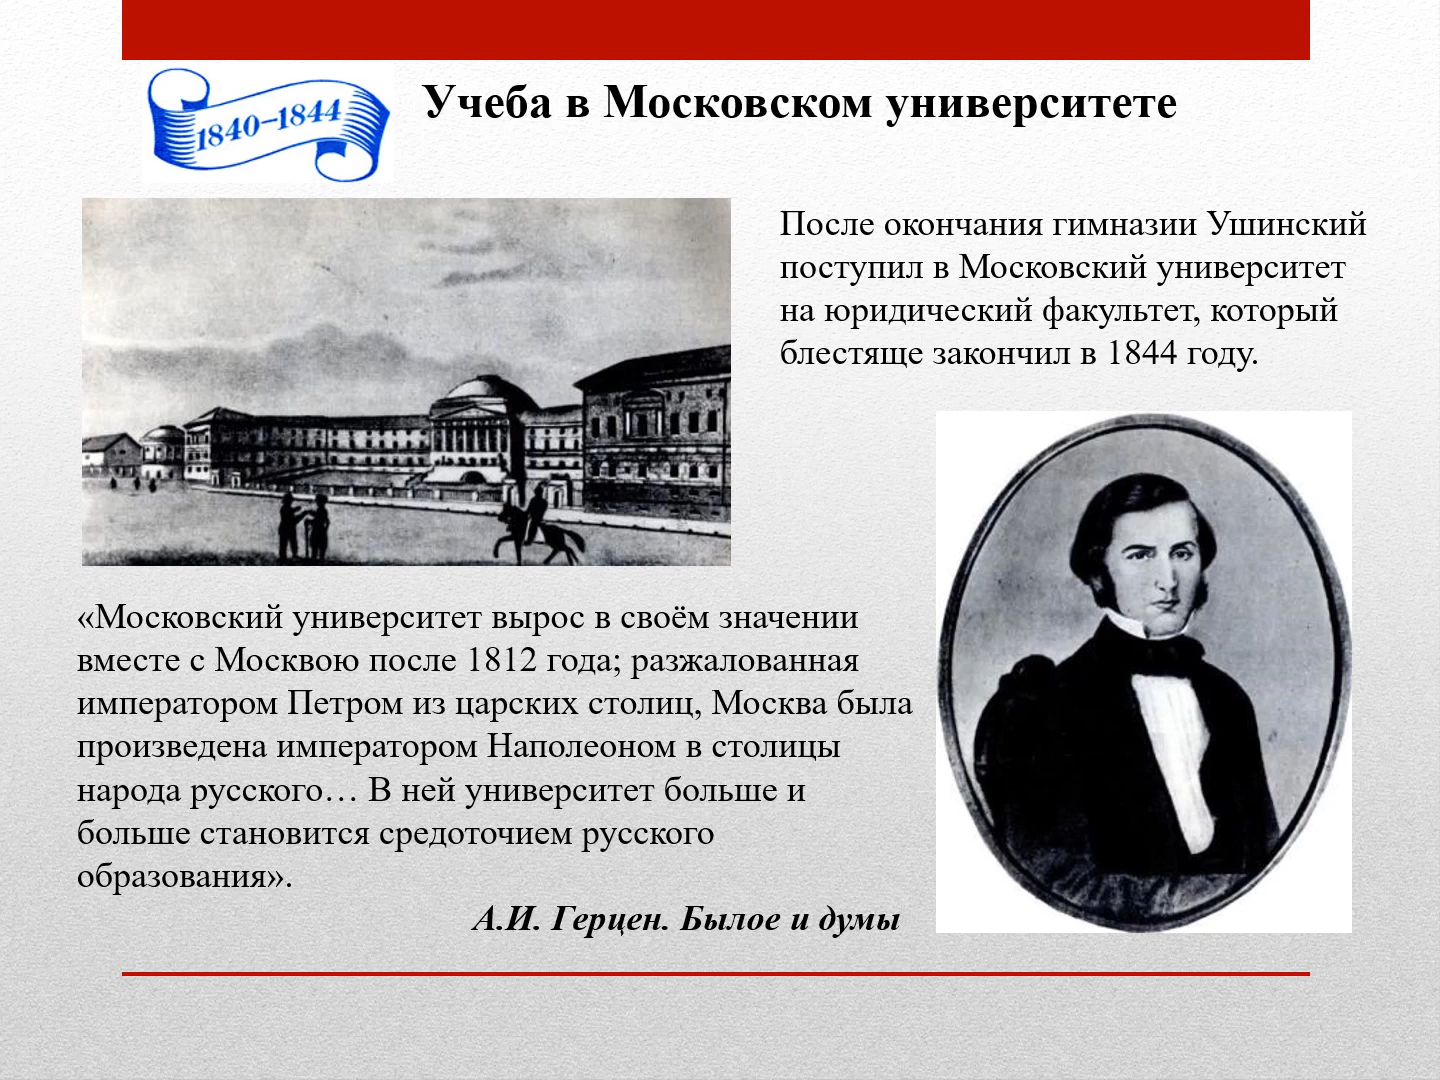 1840–1844
Учеба в Московском университете
После окончания гимназии Ушинский
поступил в Московский университет
на юридический факультет, который
блестяще закончил в 1844 году.
«Московский университет вырос в своём значении
вместе с Москвою после 1812 года; разжалованная
императором Петром из царских столиц, Москва была
произведена императором Наполеоном в столицы
народа русского… В ней университет больше и
больше становится средоточием русского
образования».
А.И. Герцен. Былое и думы